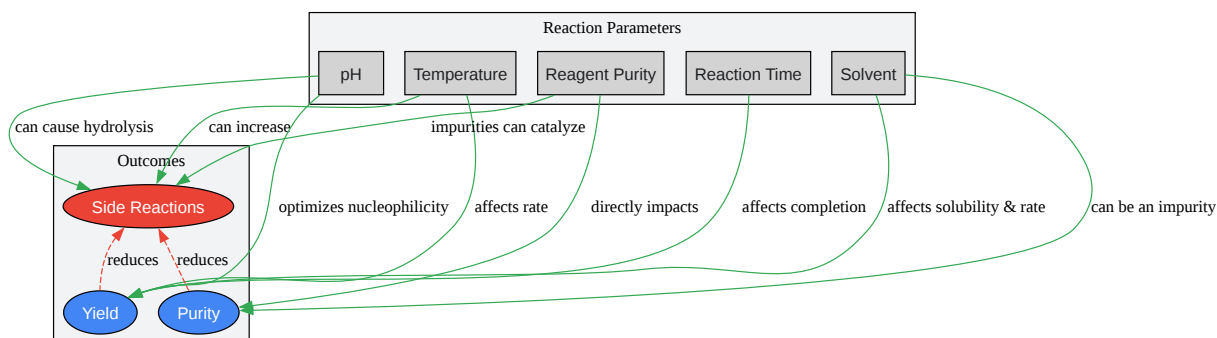 Reaction Parameters
pH
Temperature
Reagent Purity
Reaction Time
Solvent
can cause hydrolysis
can increase
impurities can catalyze
Outcomes
Side Reactions
optimizes nucleophilicity
affects rate
directly impacts
affects completion
affects solubility & rate
can be an impurity
reduces
reduces
Yield
Purity